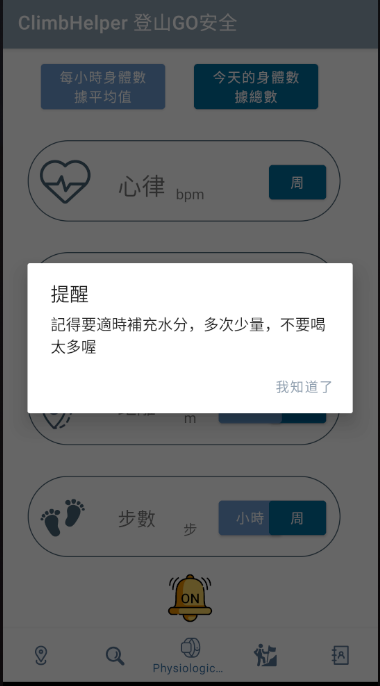 ClimbHelper 登山GO安全
每小時身體數
據平均值
今天的身體數
據總數
心律 bpm
周
提醒
記得要適時補充水分，多次少量，不要喝
太多喔
我知道了
m
步數 步
小時
周
ON
Physiologic...